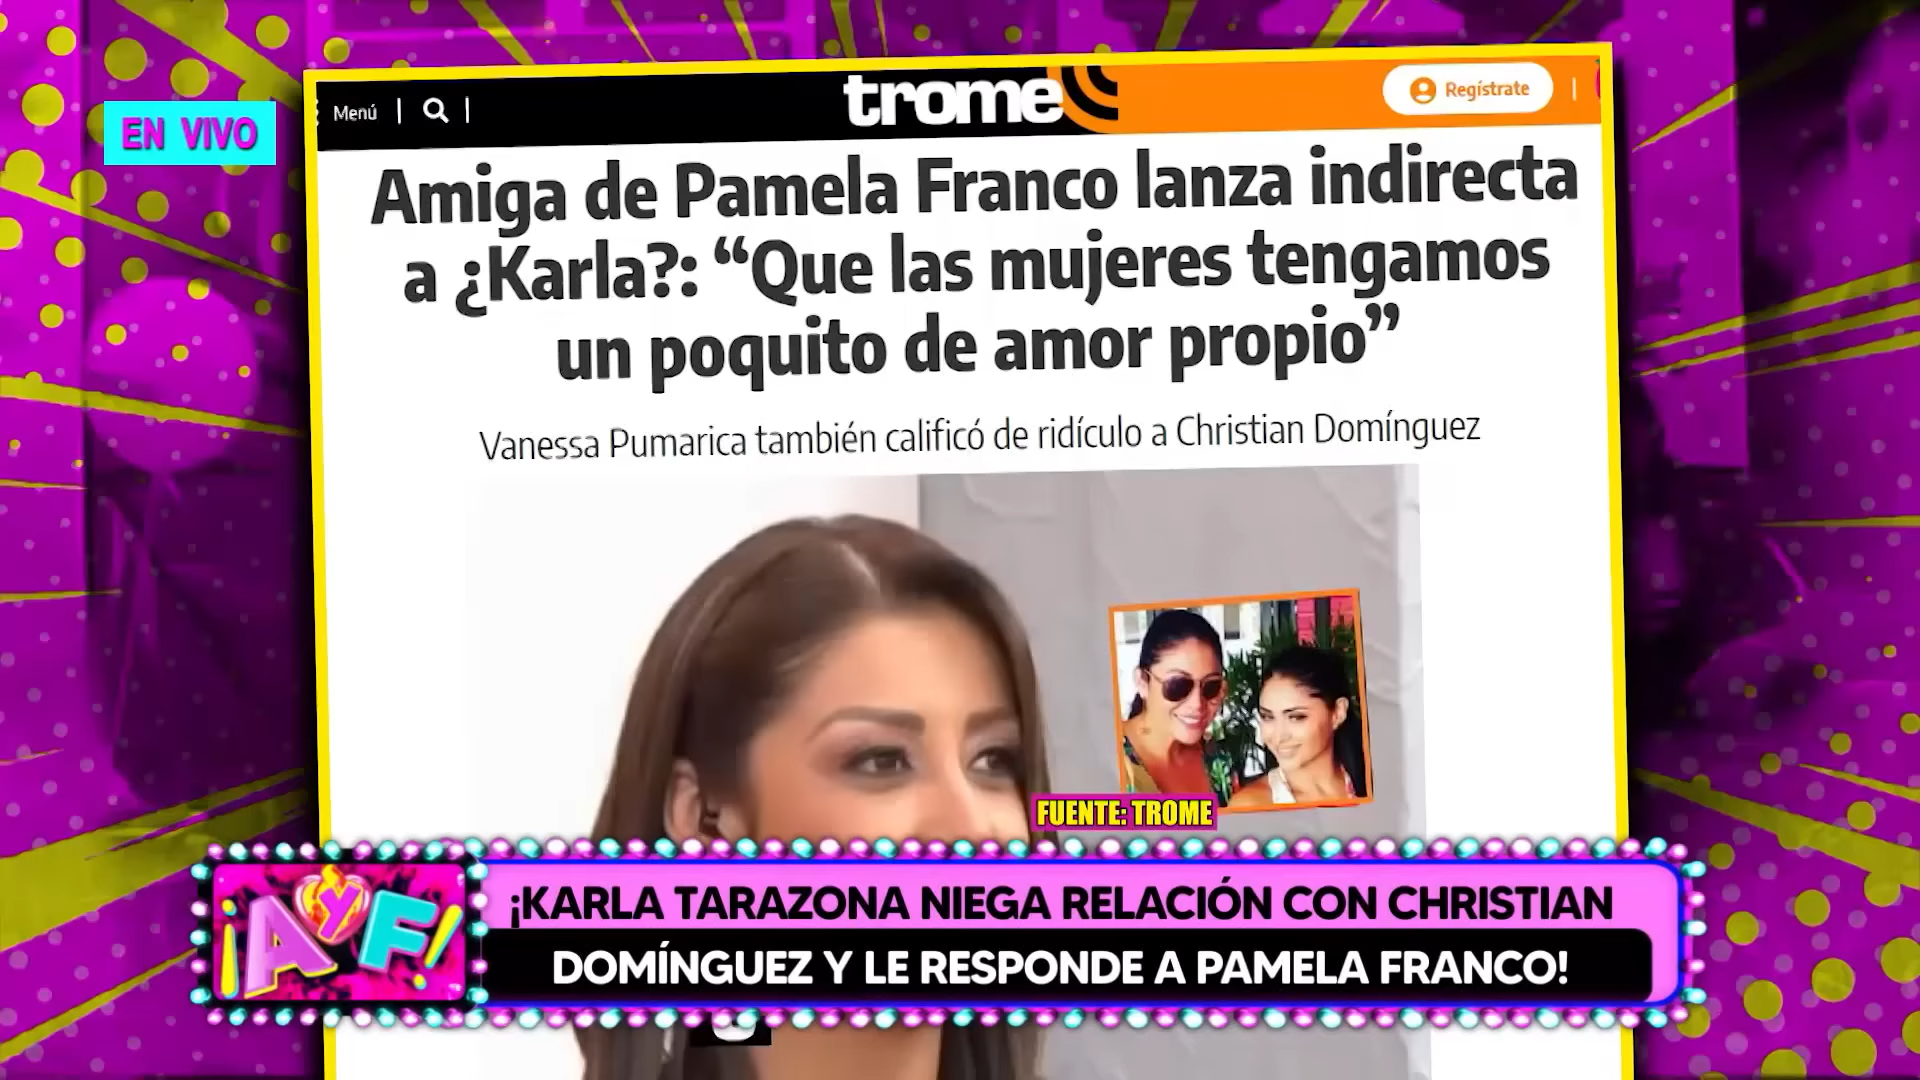 EN VIVO
Menú
trome
Regístrate
Amiga de Pamela Franco lanza indirecta
a ¿Karla?: “Que las mujeres tengamos
un poquito de amor propio”
Vanessa Pumarica también calificó de ridículo a Christian Domínguez
FUENTE: TROME
¡AYF!
¡KARLA TARAZONA NIEGA RELACIÓN CON CHRISTIAN
DOMÍNGUEZ Y LE RESPONDE A PAMELA FRANCO!